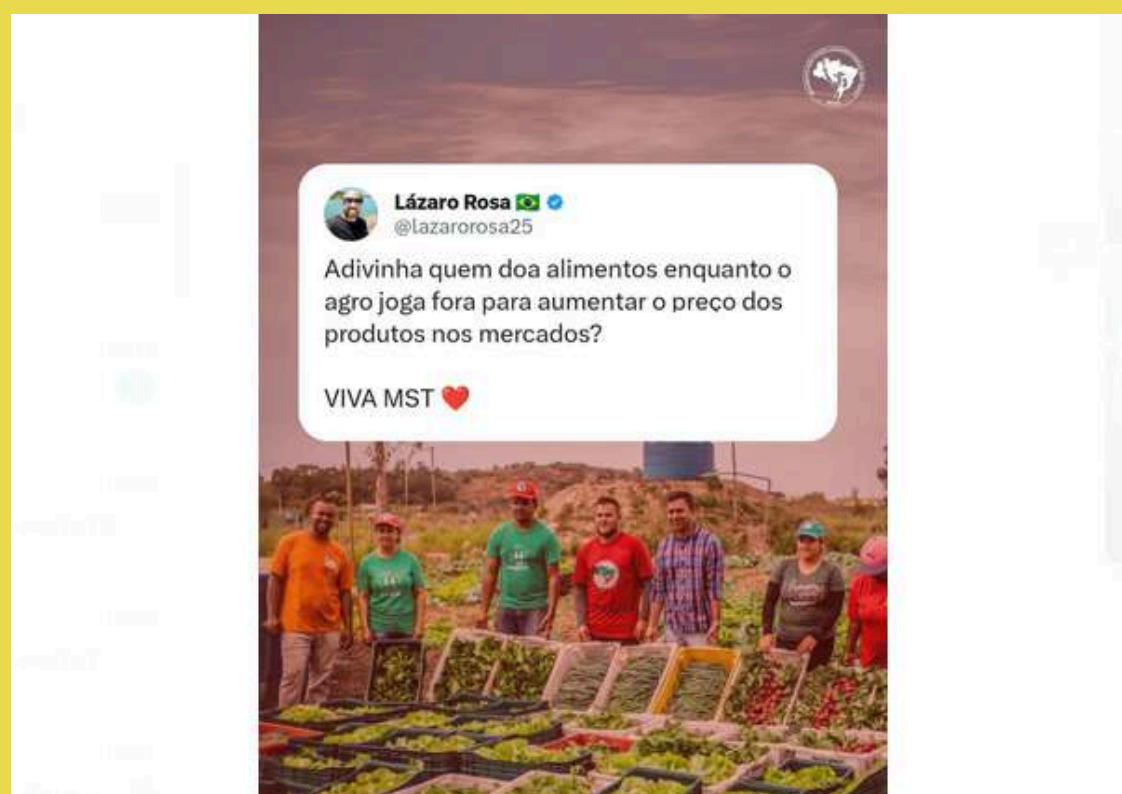 Lázaro Rosa 🇧🇷
@lazarorosa25
Adivinha quem doa alimentos enquanto o
agro joga fora para aumentar o preço dos
produtos nos mercados?
VIVA MST ❤️